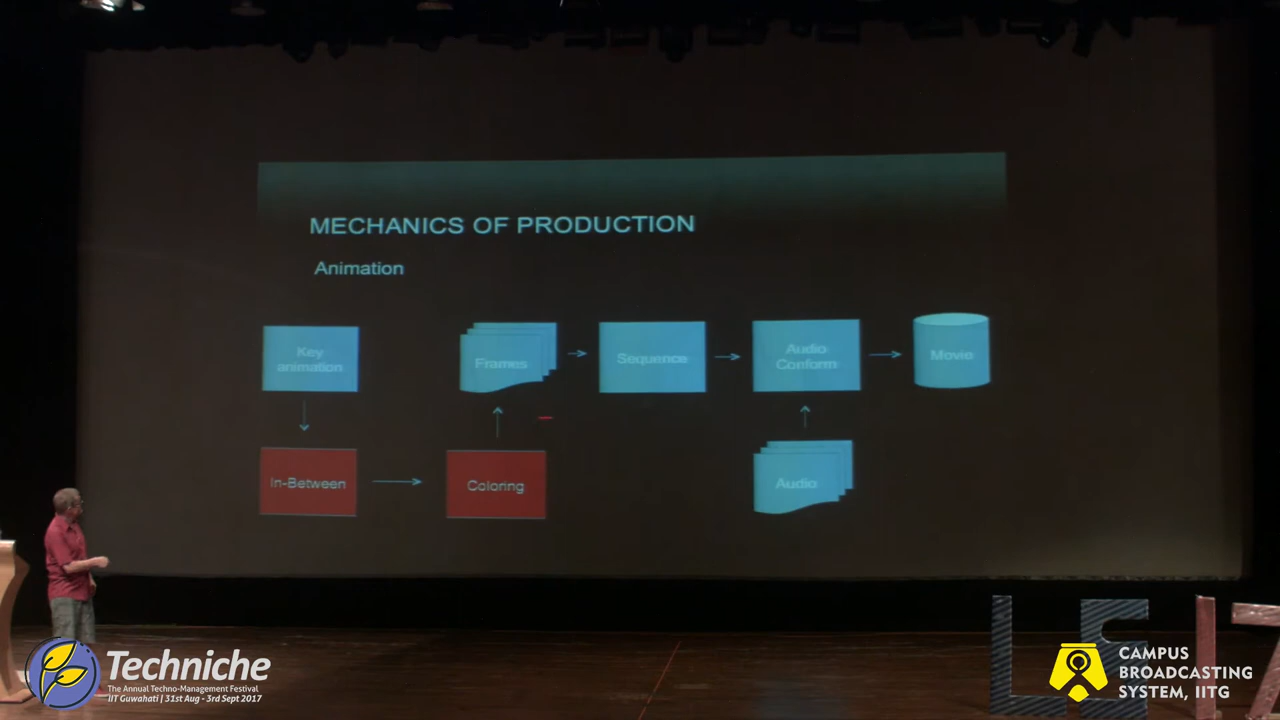 MECHANICS OF PRODUCTION
Animation
Key
animation
Frames
Sequence
Audio
Conform
Movie
In-Between
Coloring
Audio
LE17
Techniche
The Annual Techno-Management Festival
IIT Guwahati | 31st Aug - 3rd Sept 2017
CAMPUS
BROADCASTING
SYSTEM, IITG